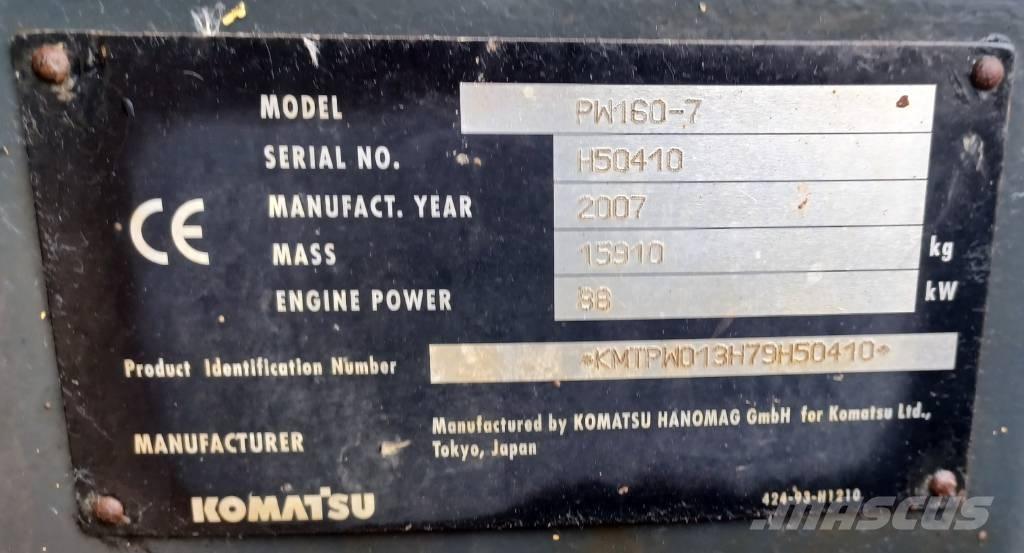 MODEL PW160-7
SERIAL NO. H50410
MANUFACT. YEAR 2007
MASS 15910 kg
ENGINE POWER 88 kW
CE
Product Identification Number *KMTPW013H79H50410*
MANUFACTURER Manufactured by KOMATSU HANOMAG GmbH for Komatsu Ltd.,
Tokyo, Japan
KOMATSU
424-93-H1210
MASCUS